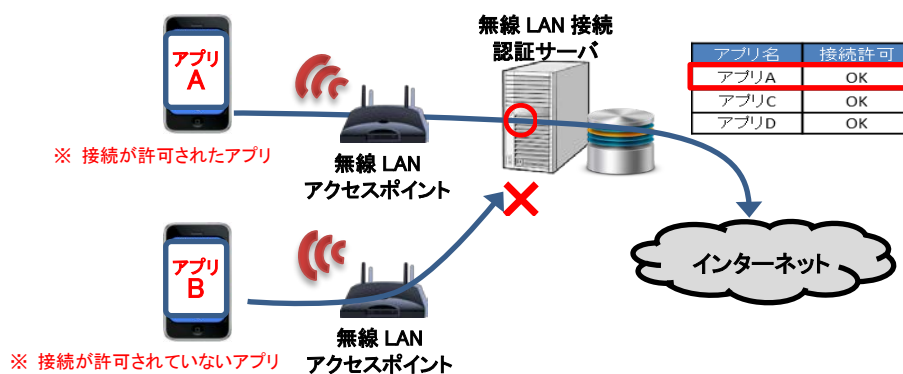 アプリ
A
※ 接続が許可されたアプリ
無線 LAN
アクセスポイント
無線 LAN 接続
認証サーバ
アプリ名 接続許可
アプリA OK
アプリC OK
アプリD OK
インターネット
アプリ
B
※ 接続が許可されていないアプリ
無線 LAN
アクセスポイント